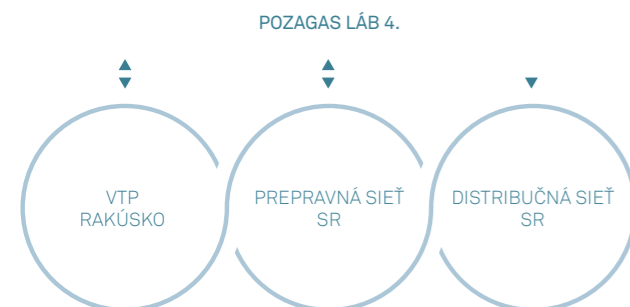 POZAGAS LÁB 4.
VTP
RAKÚSKO
PREPRAVNÁ SIEŤ
SR
DISTRIBUČNÁ SIEŤ
SR